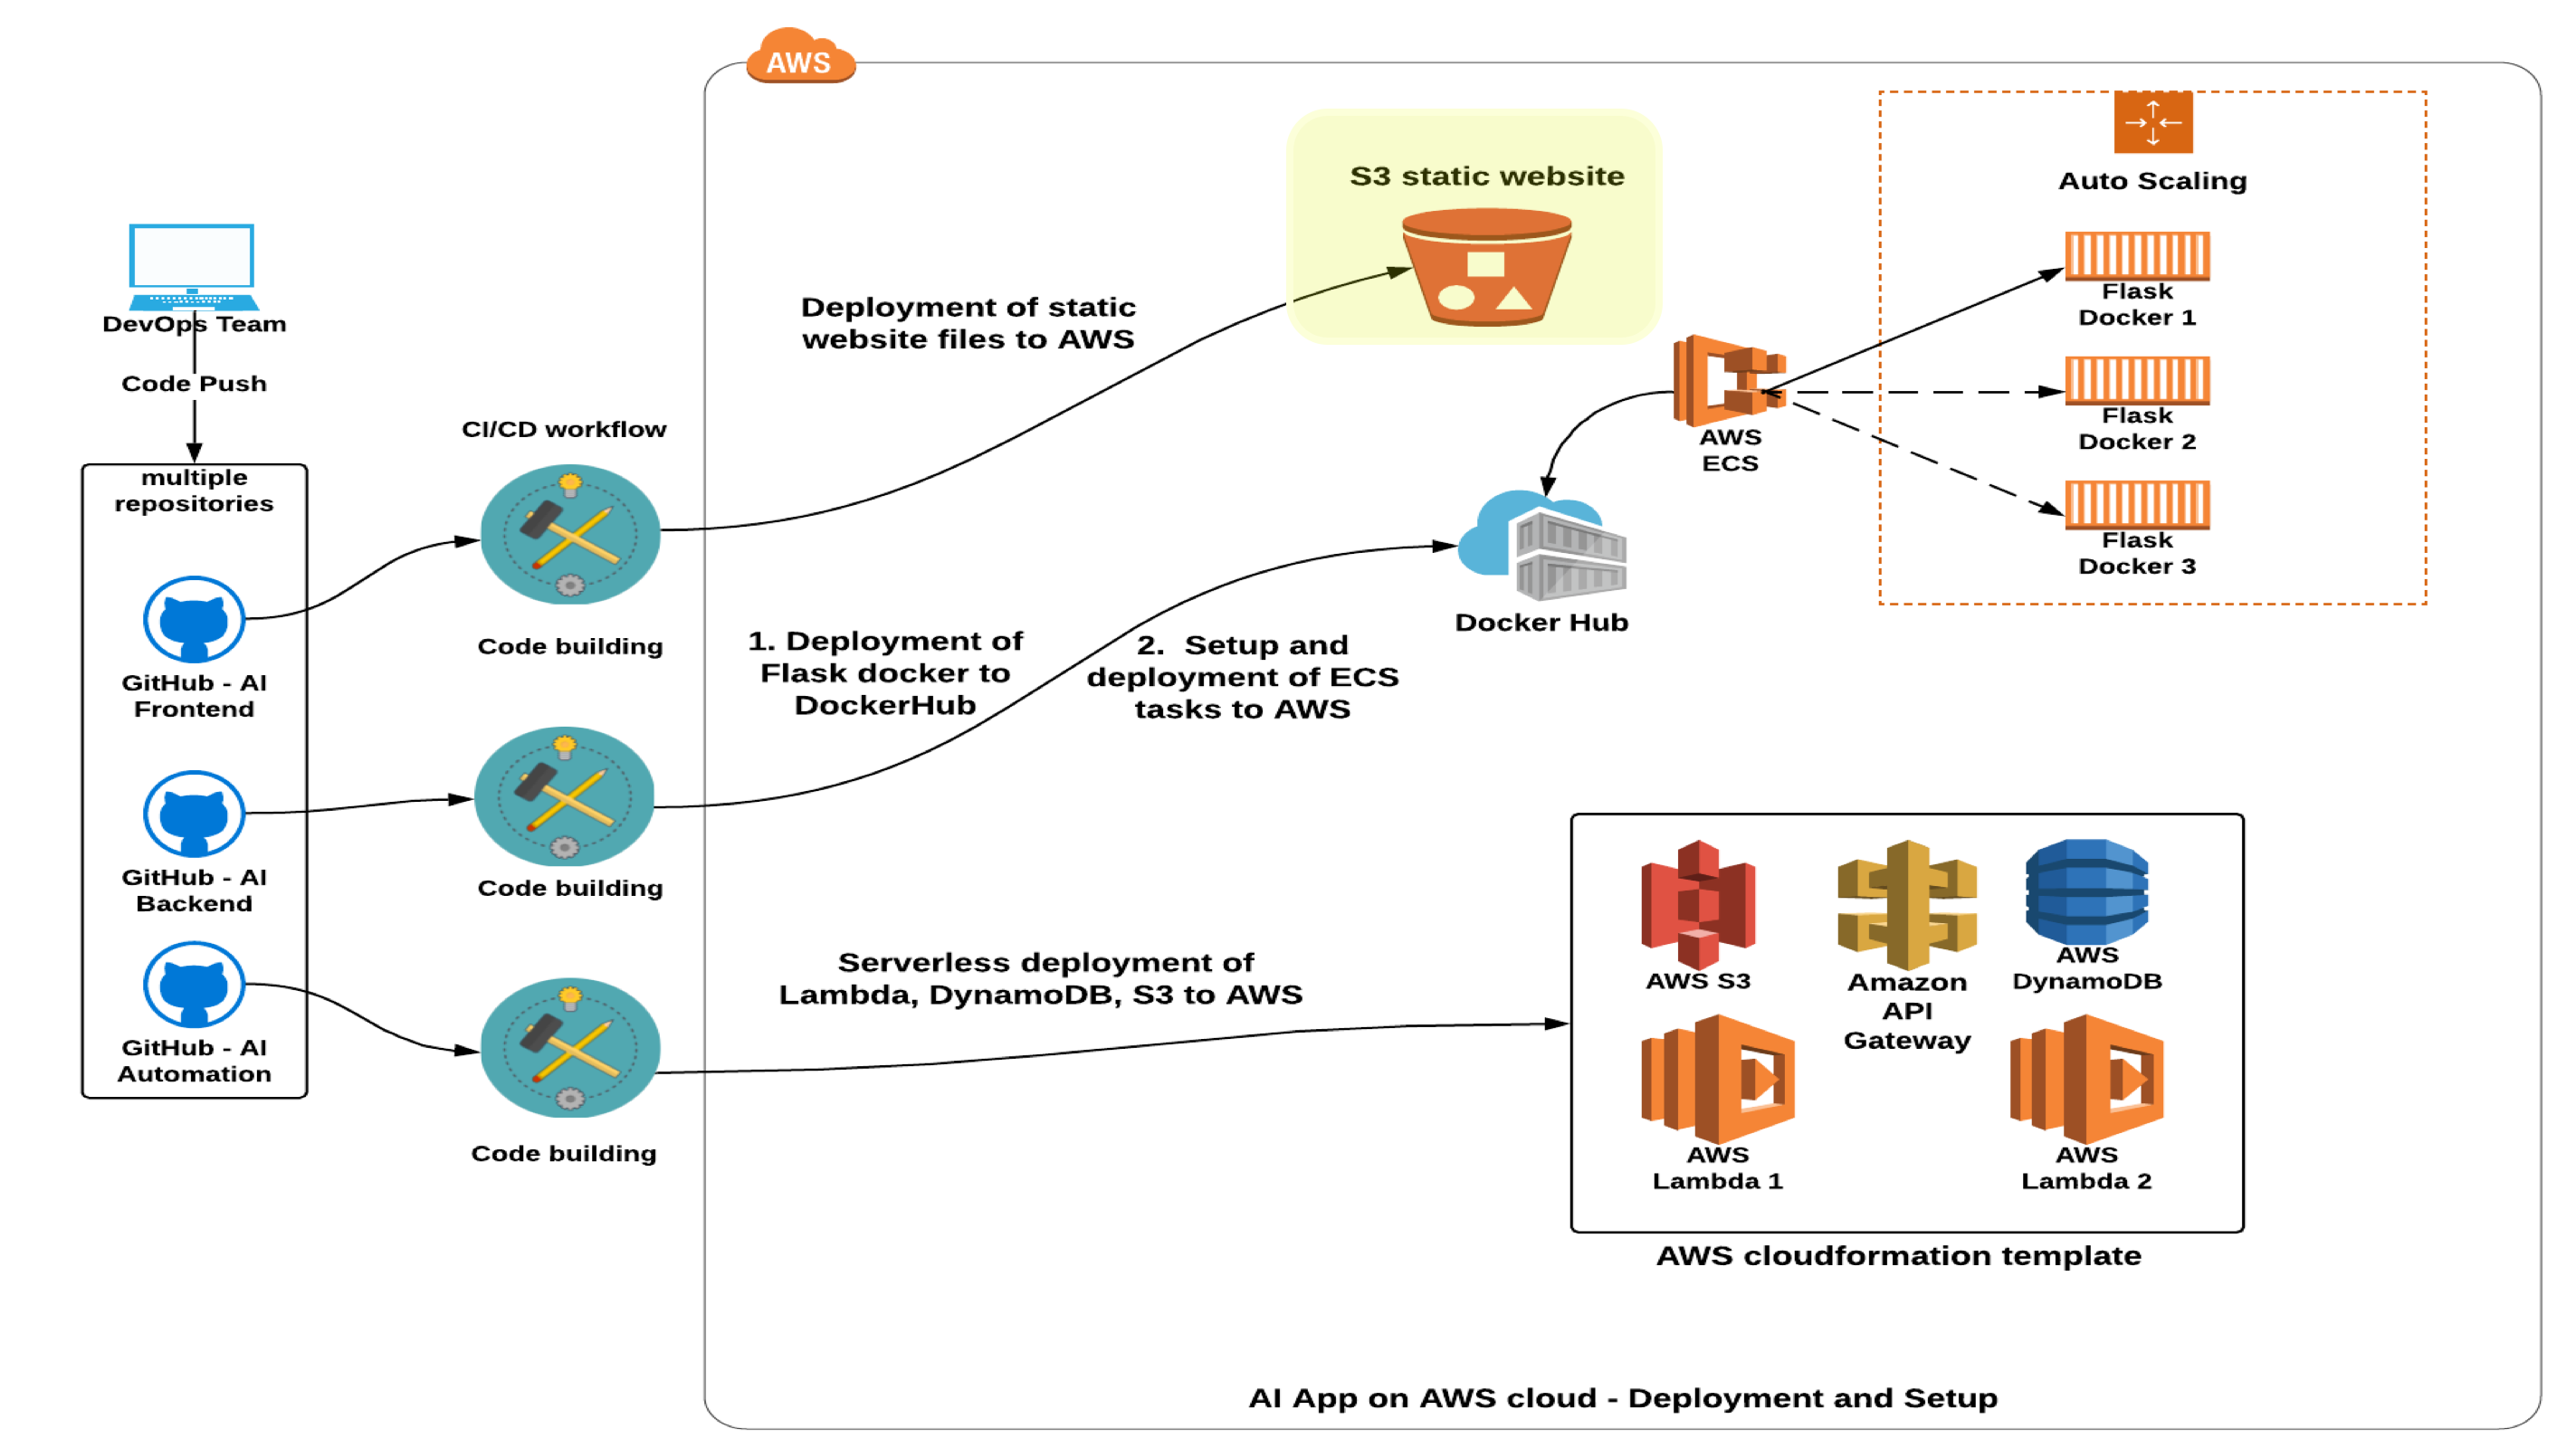 AWS
S3 static website
Auto Scaling
Flask
Docker 1
Deployment of static
website files to AWS
DevOps Team
Code Push
CI/CD workflow
AWS
ECS
Flask
Docker 2
multiple
repositories
Flask
Docker 3
Docker Hub
Code building
GitHub - AI
Frontend
1. Deployment of
Flask docker to
DockerHub
2. Setup and
deployment of ECS
tasks to AWS
GitHub - AI
Backend
Code building
Serverless deployment of
Lambda, DynamoDB, S3 to AWS
AWS S3
Amazon
API
Gateway
AWS
DynamoDB
GitHub - AI
Automation
Code building
AWS
Lambda 1
AWS
Lambda 2
AWS cloudformation template
AI App on AWS cloud - Deployment and Setup